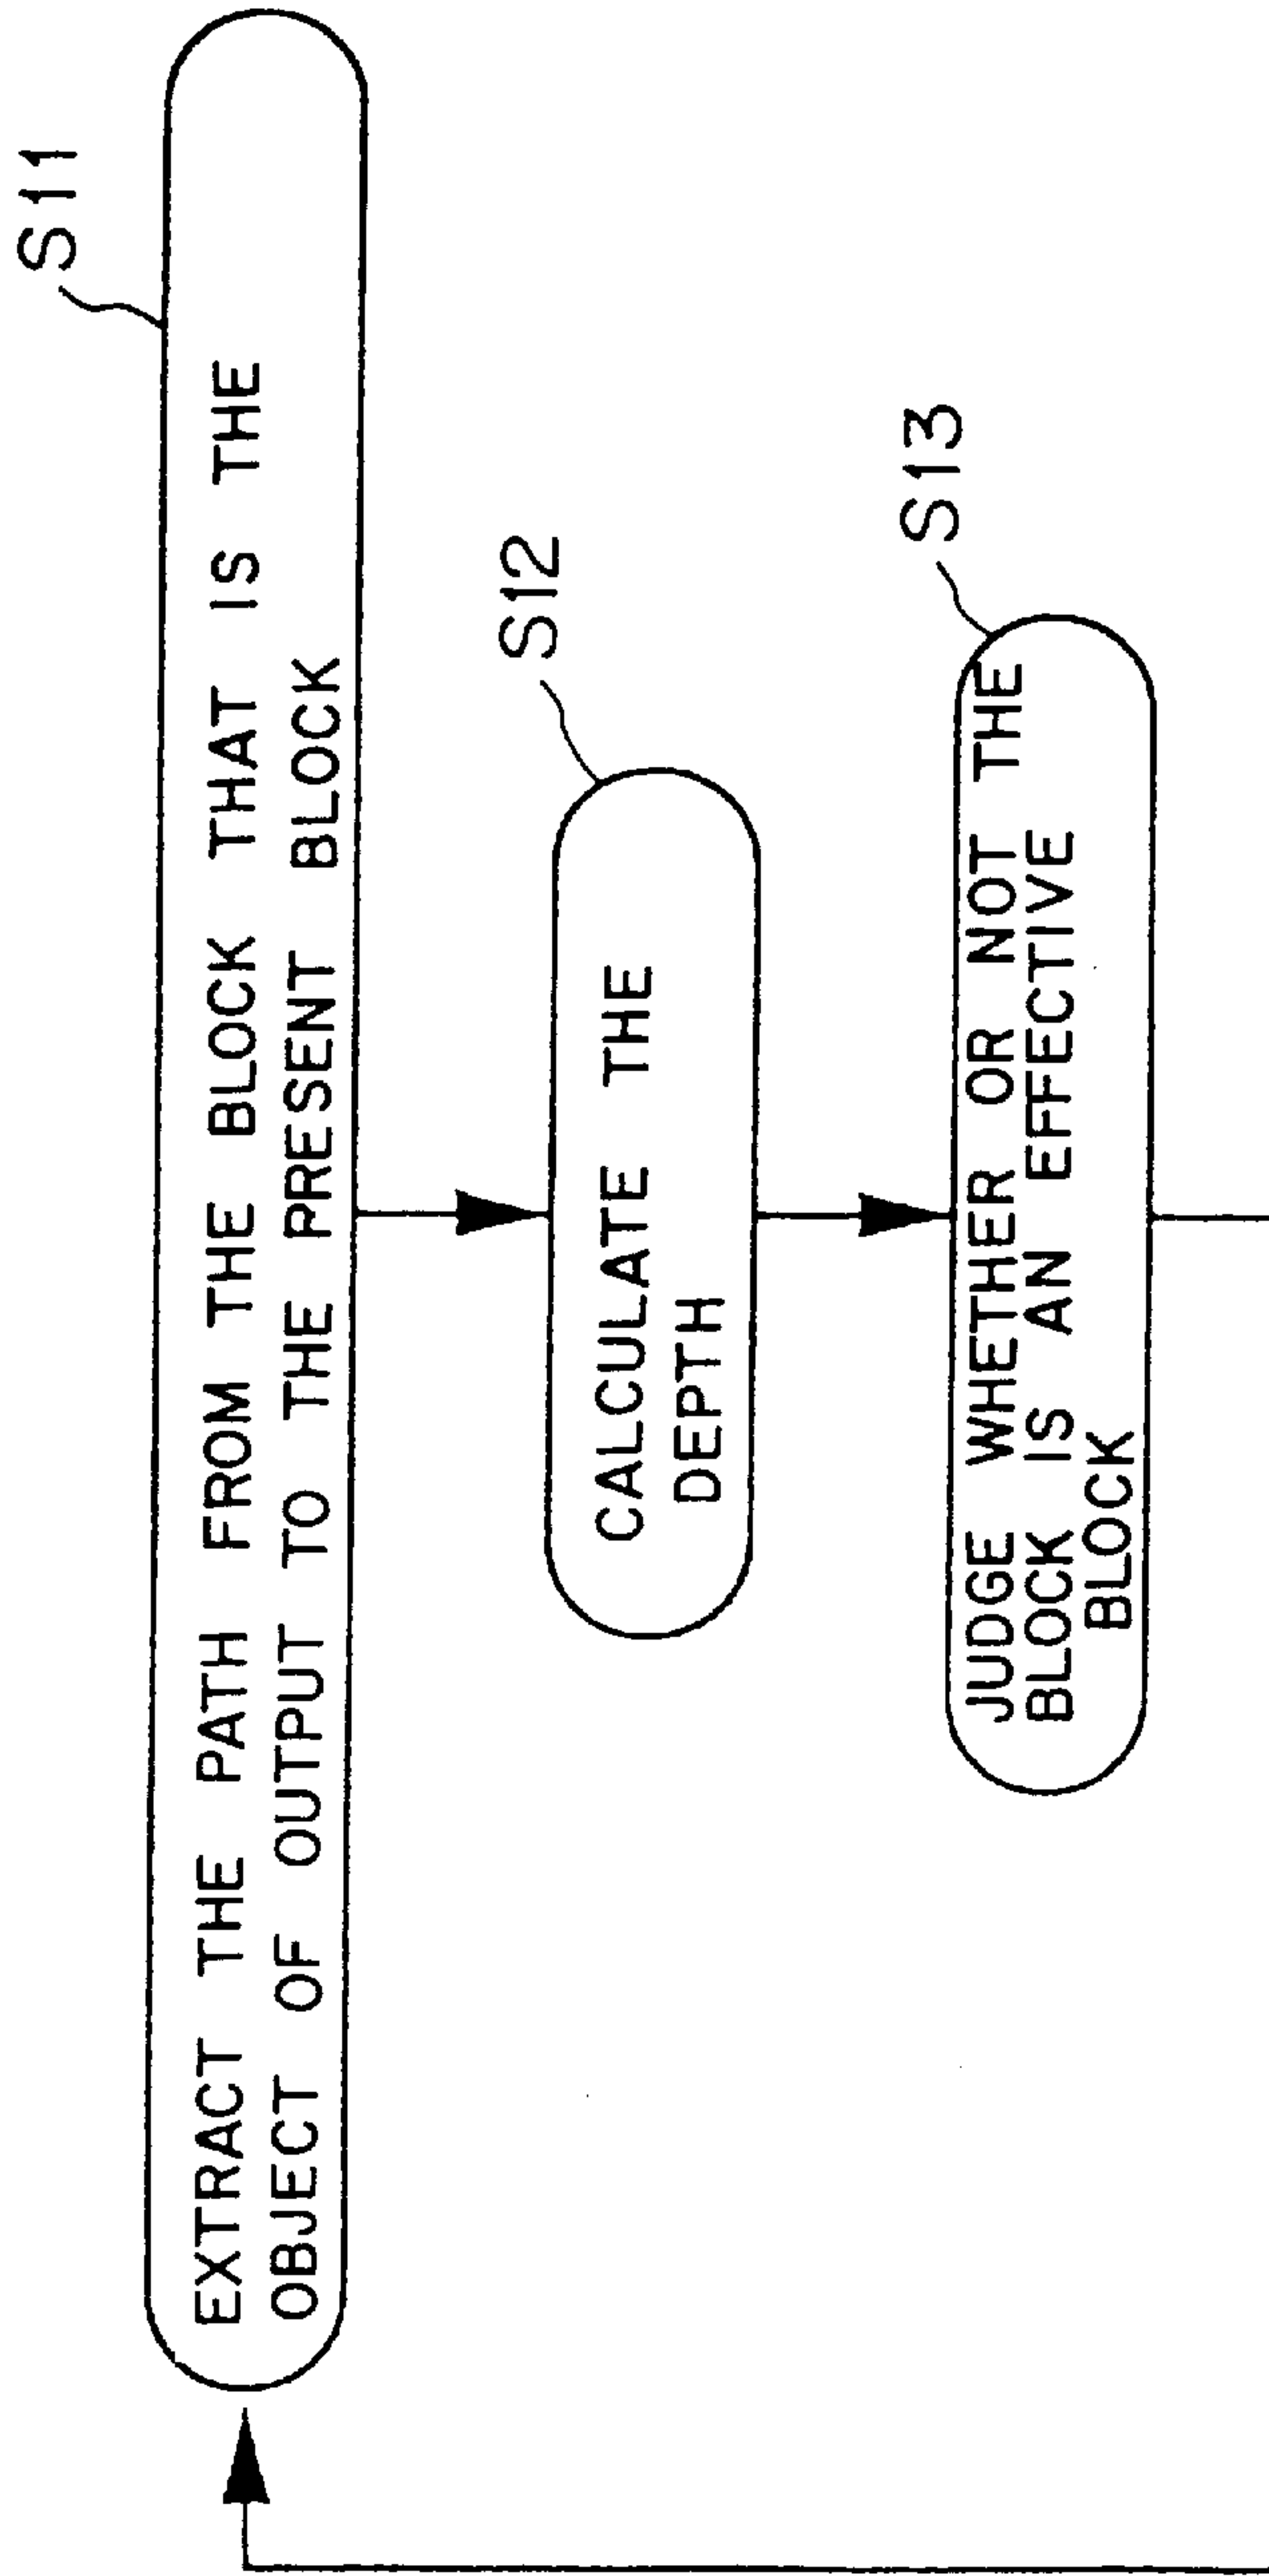 S11
EXTRACT THE PATH FROM THE BLOCK THAT IS THE
OBJECT OF OUTPUT TO THE PRESENT BLOCK
S12
CALCULATE THE
DEPTH
S13
JUDGE WHETHER OR NOT THE
BLOCK IS AN EFFECTIVE
BLOCK